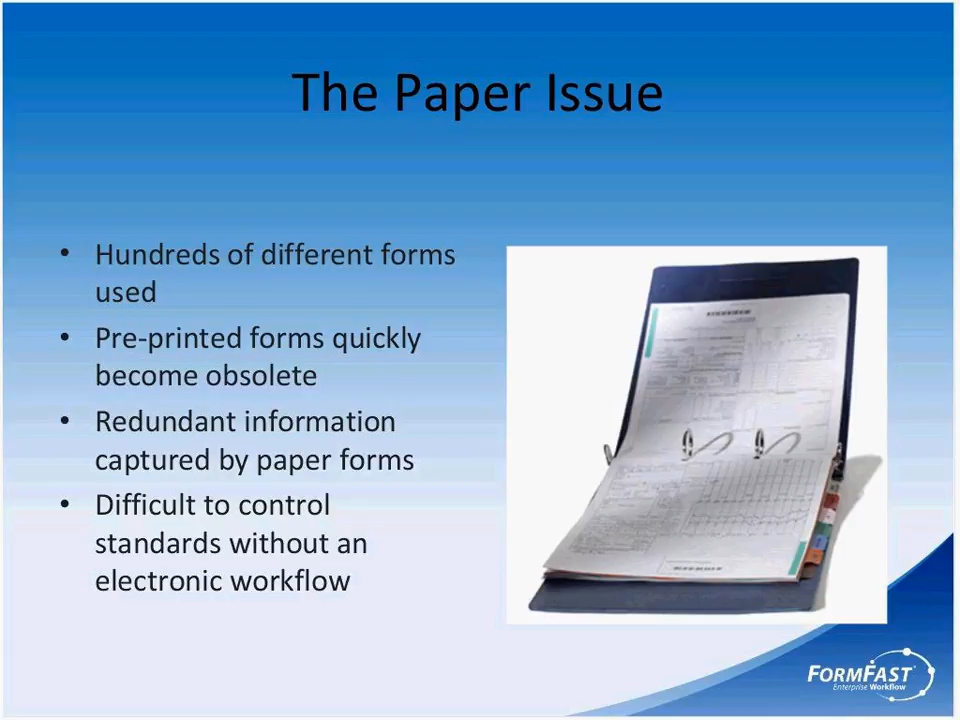 The Paper Issue
• Hundreds of different forms
used
• Pre-printed forms quickly
become obsolete
• Redundant information
captured by paper forms
• Difficult to control
standards without an
electronic workflow
FORMFAST
Enterprise Workflow